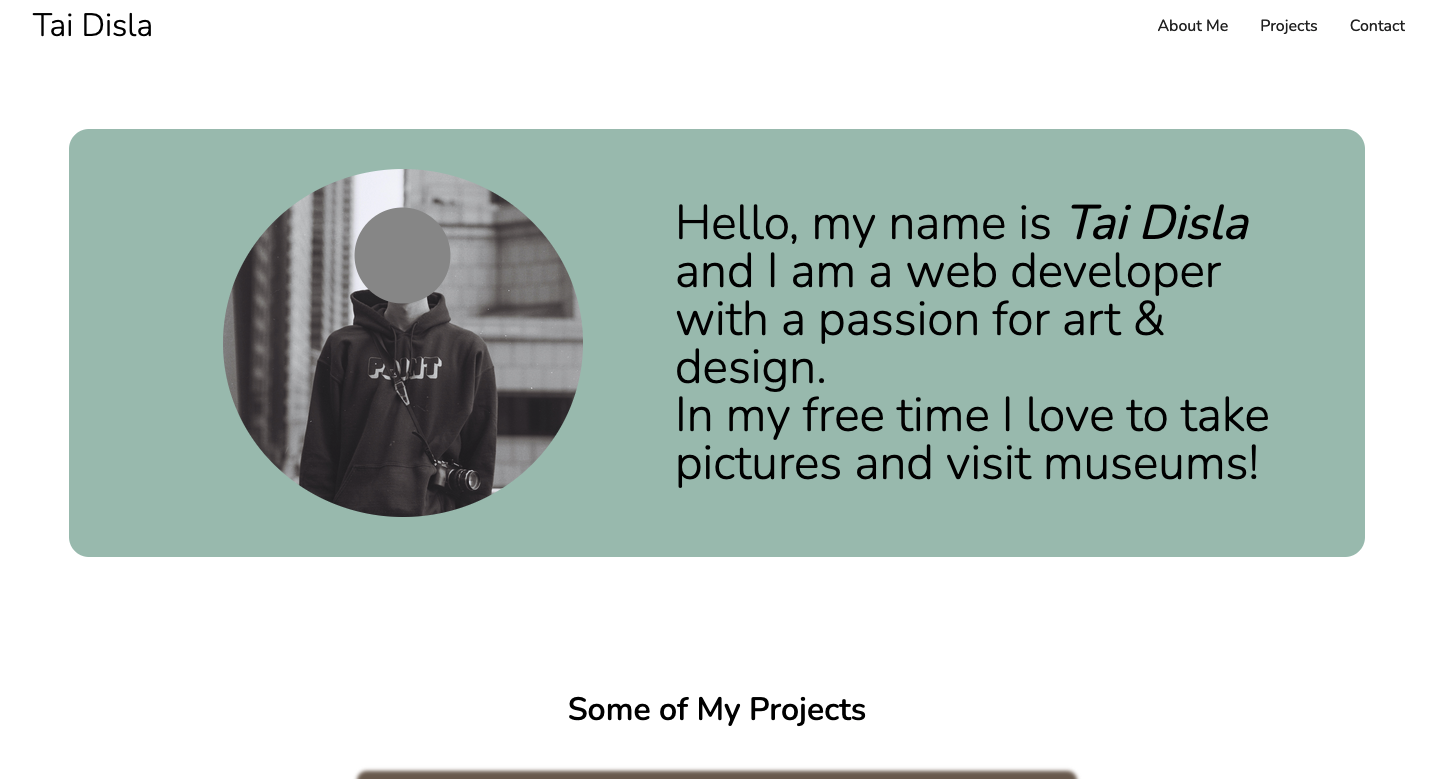 Tai Disla
About Me Projects Contact
Hello, my name is Tai Disla
and I am a web developer
with a passion for art &
design.
In my free time I love to take
pictures and visit museums!
POINT
Some of My Projects